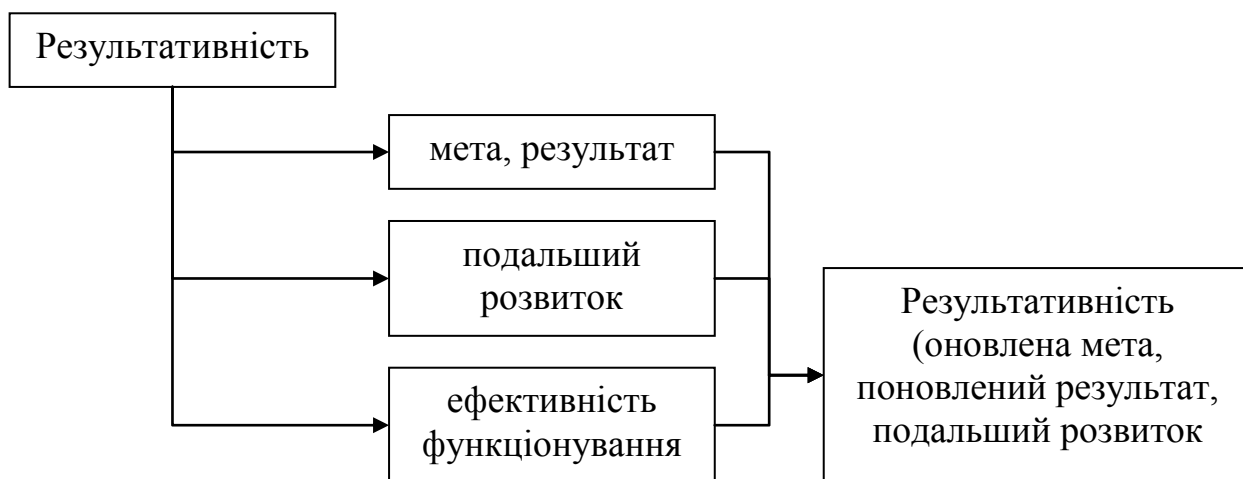 Результативність
мета, результат
подальший
розвиток
ефективність
функціонування
Результативність
(оновлена мета,
поновлений результат,
подальший розвиток